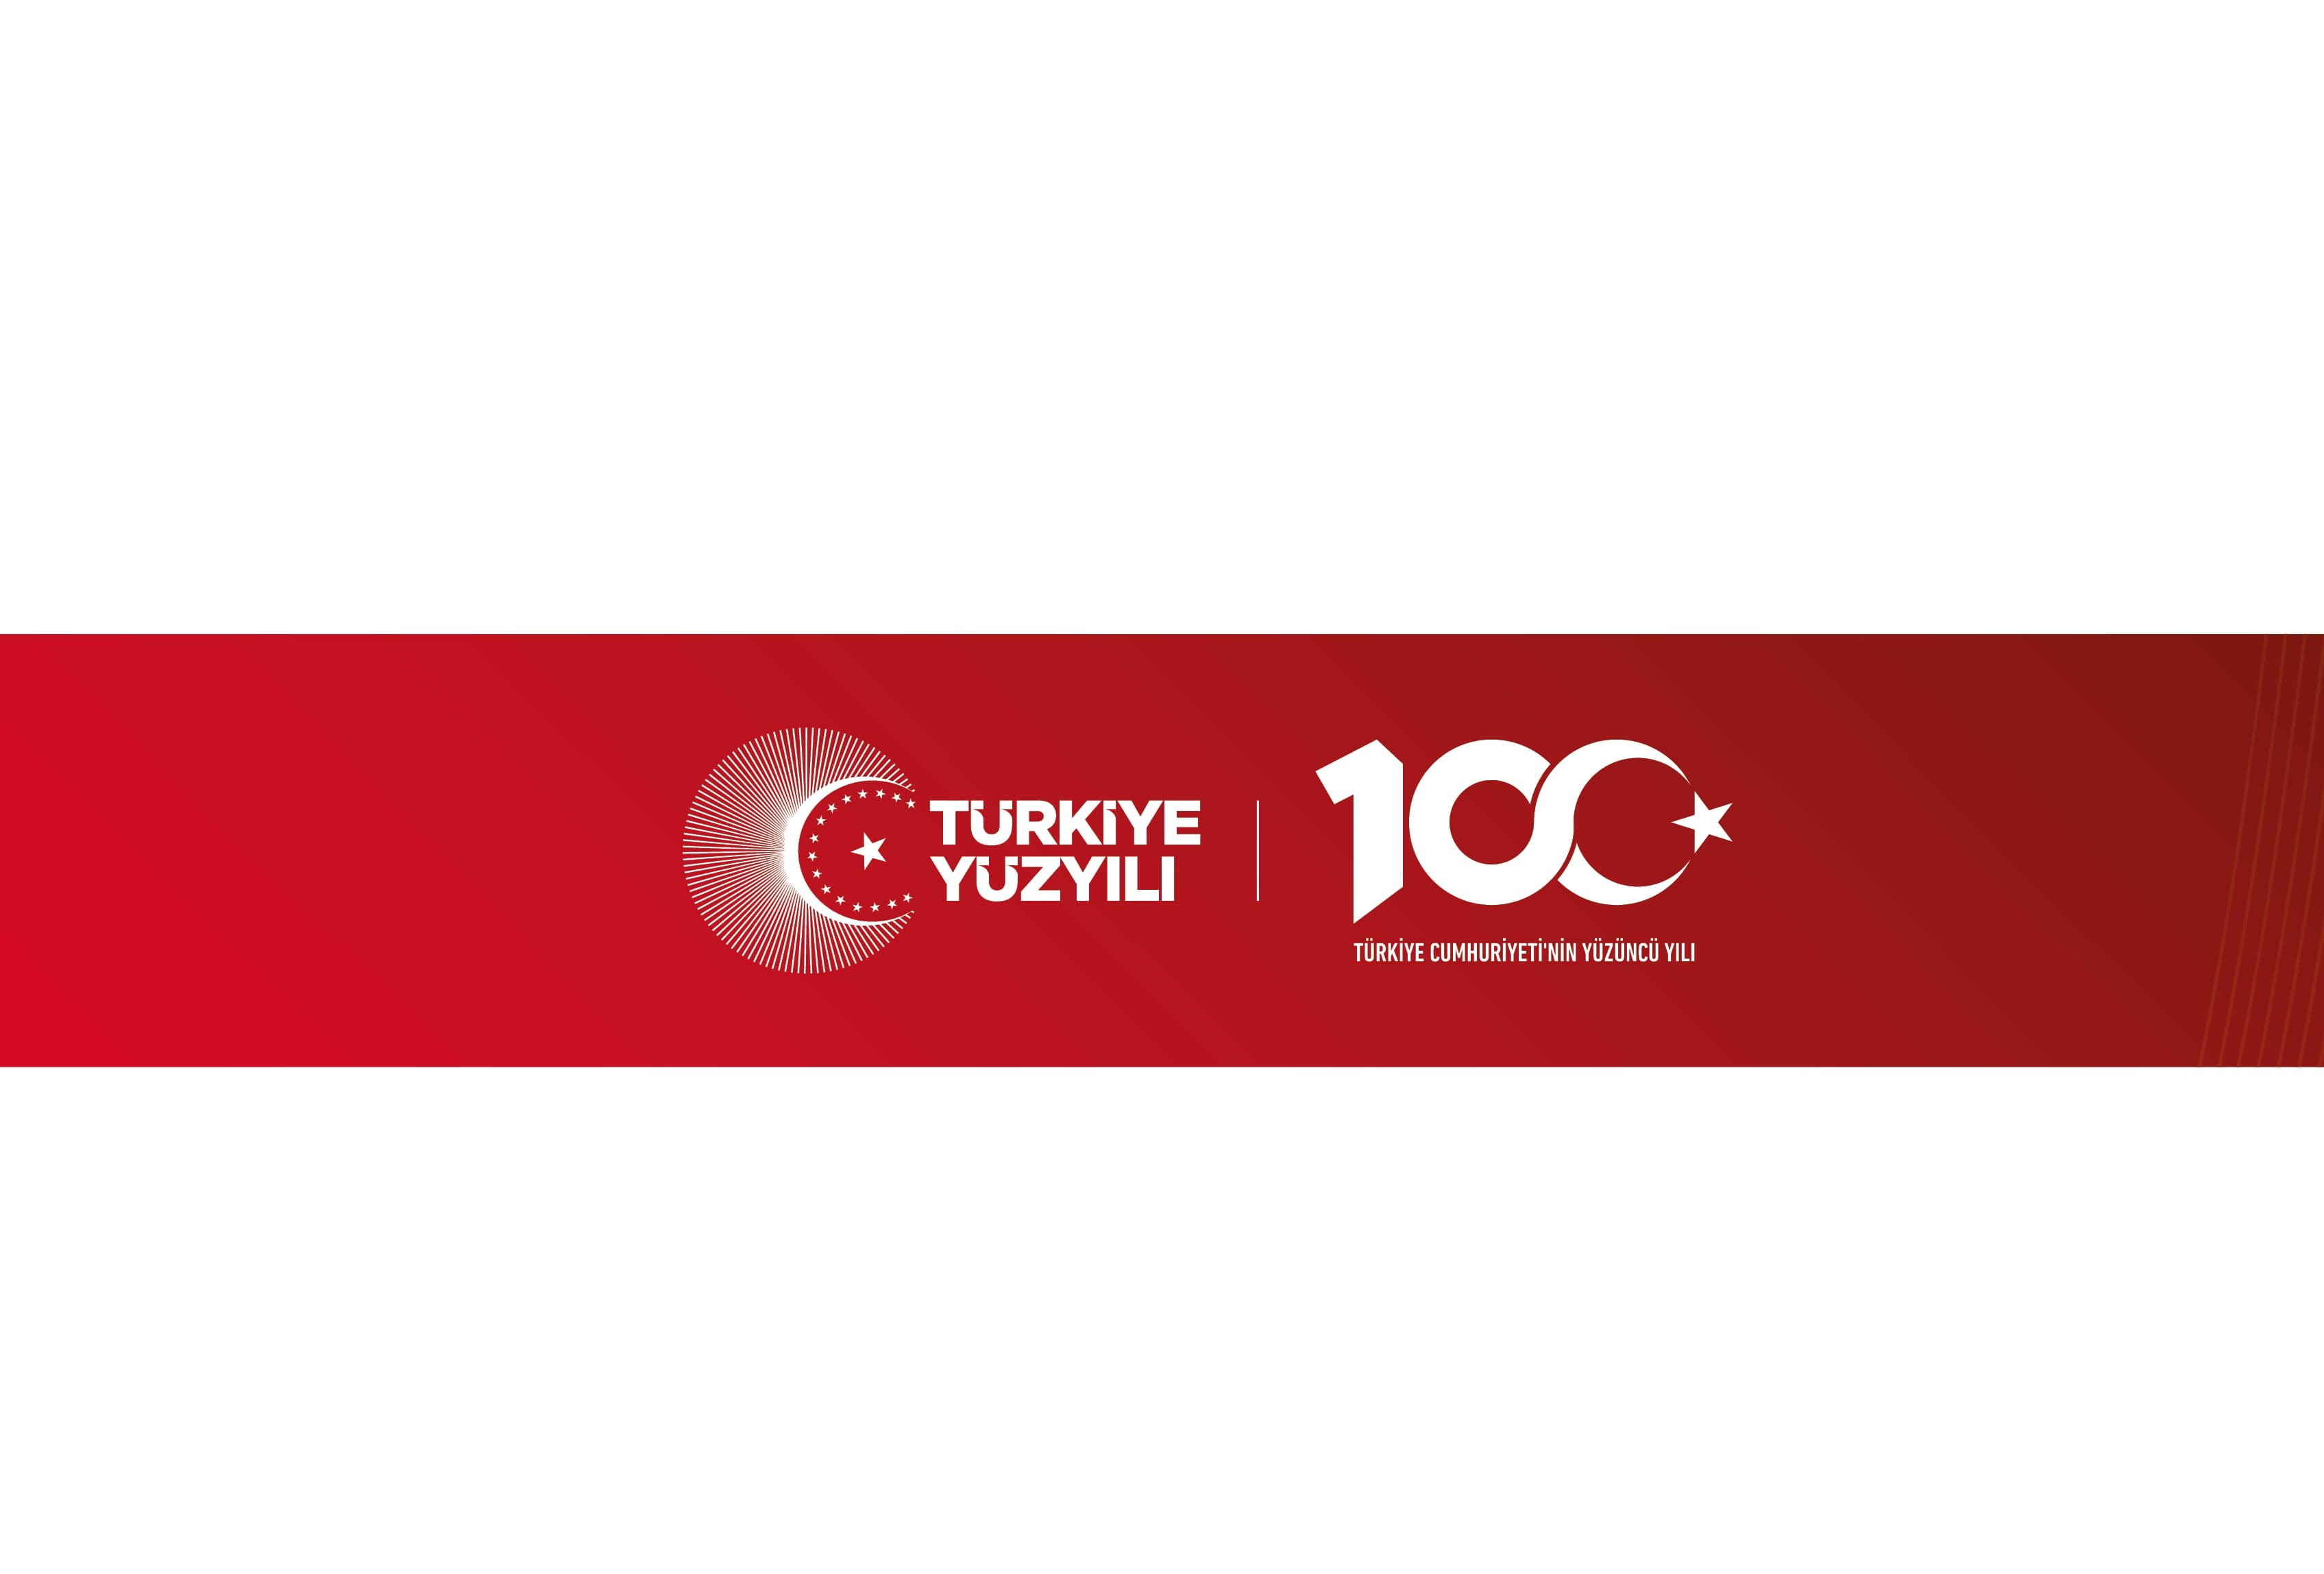 TÜRKİYE
YÜZYILI
100
TÜRKİYE CUMHURİYETİ'NİN YÜZÜNCÜ YILI